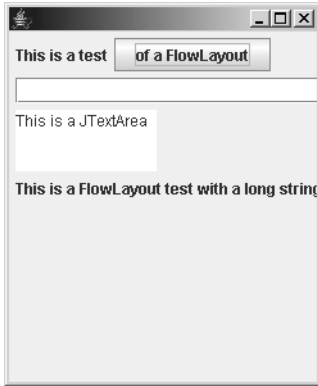 This is a test of a FlowLayout
This is a JTextArea
This is a FlowLayout test with a long string